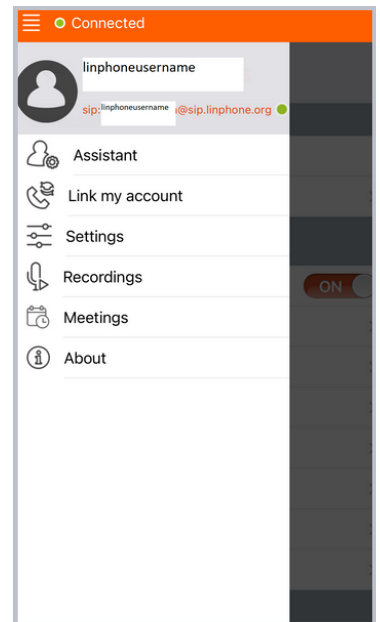 Connected
linphoneusername
sip:linphoneusername @sip.linphone.org
Assistant
Link my account
Settings
ON
Recordings
Meetings
About